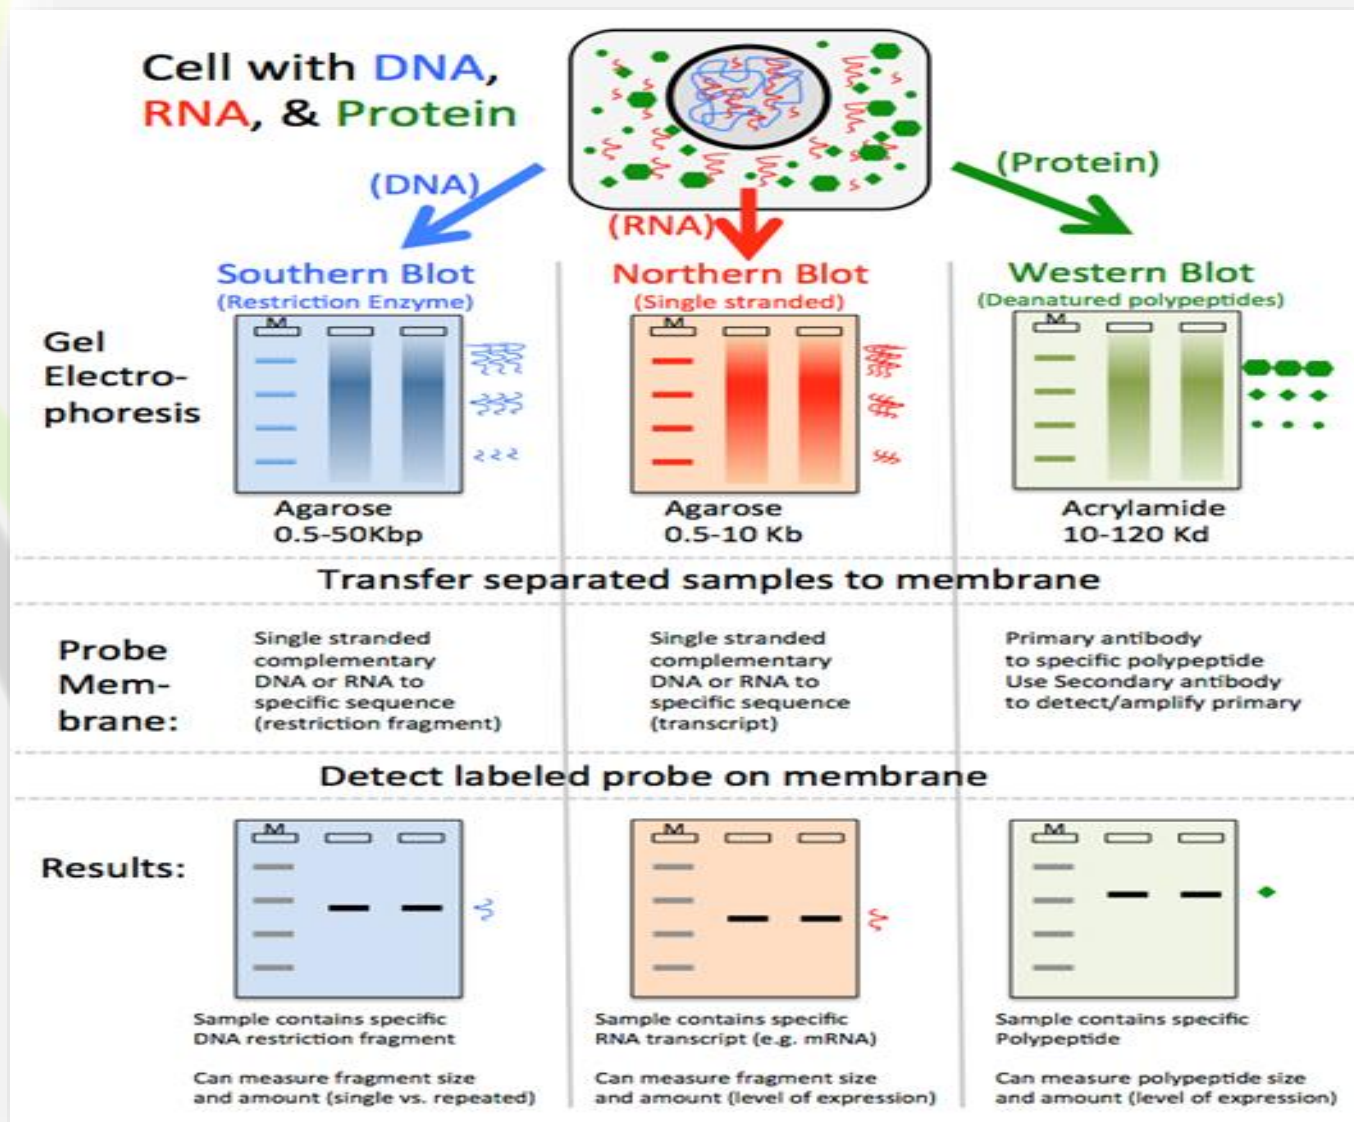 Cell with DNA,
RNA, & Protein
(DNA)
(RNA)
(Protein)
Southern Blot
(Restriction Enzyme)
Northern Blot
(Single stranded)
Western Blot
(Deanatured polypeptides)
Gel
Electro-
phoresis
M
M
M
Agarose
0.5-50Kbp
Agarose
0.5-10 Kb
Acrylamide
10-120 Kd
Transfer separated samples to membrane
Probe
Mem-
brane:
Single stranded
complementary
DNA or RNA to
specific sequence
(restriction fragment)
Single stranded
complementary
DNA or RNA to
specific sequence
(transcript)
Primary antibody
to specific polypeptide
Use Secondary antibody
to detect/amplify primary
Detect labeled probe on membrane
Results:
M
M
M
Sample contains specific
DNA restriction fragment
Can measure fragment size
and amount (single vs. repeated)
Sample contains specific
RNA transcript (e.g. mRNA)
Can measure fragment size
and amount (level of expression)
Sample contains specific
Polypeptide
Can measure polypeptide size
and amount (level of expression)